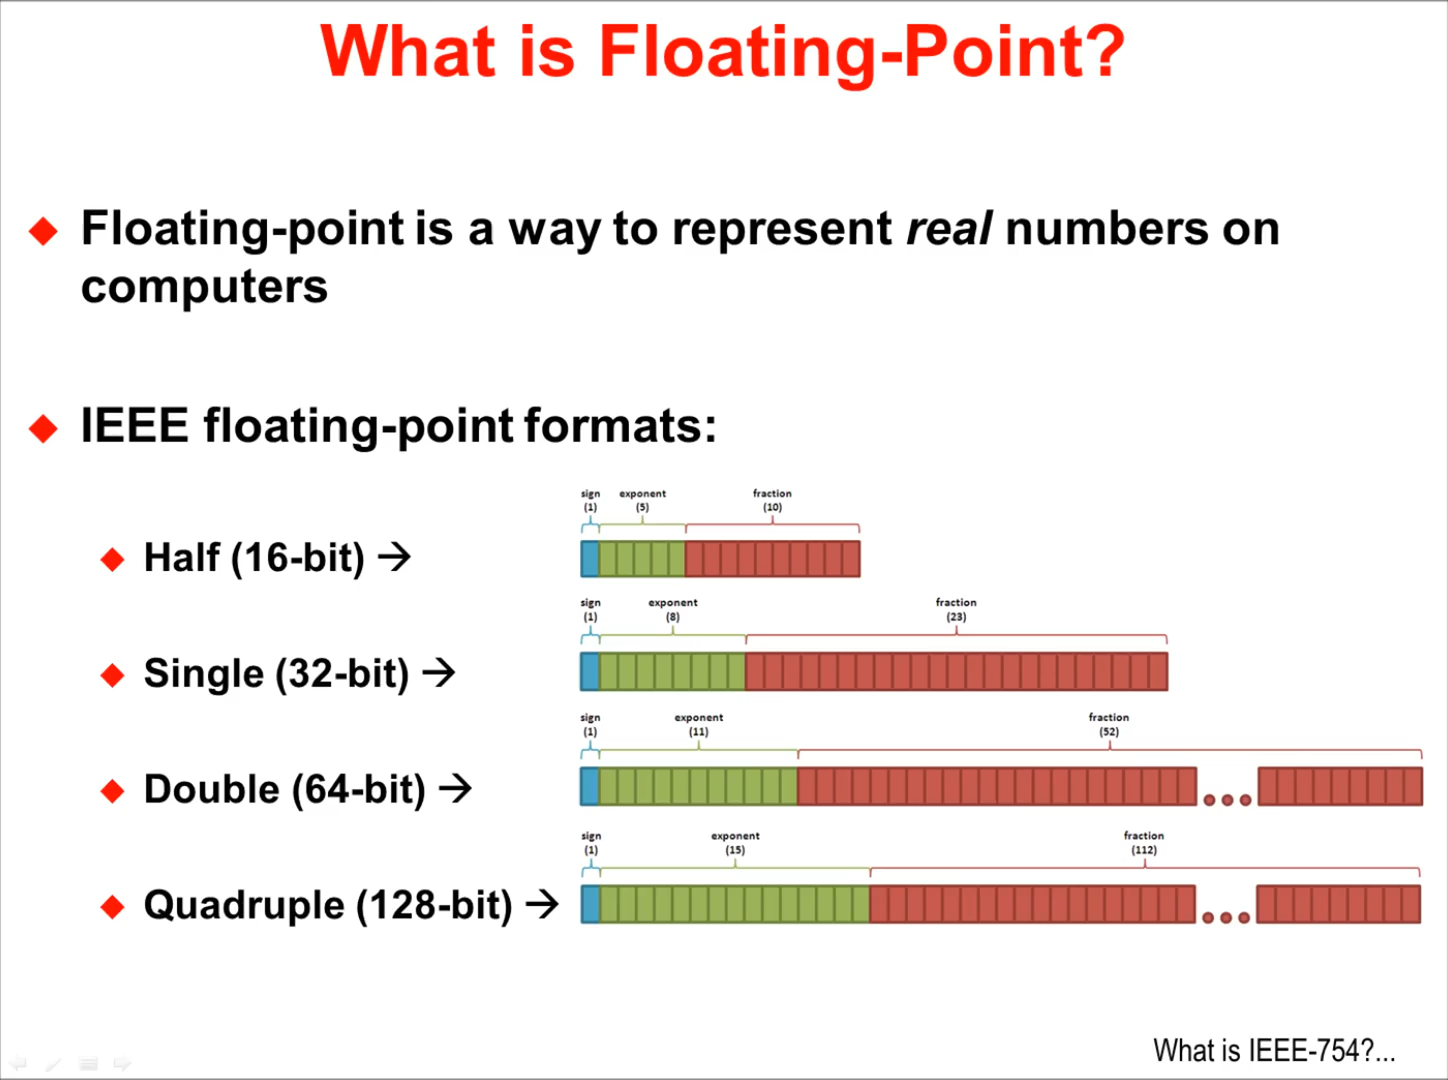 What is Floating-Point?
Floating-point is a way to represent real numbers on
computers
IEEE floating-point formats:
sign exponent fraction
(1) (5) (10)
Half (16-bit) →
sign exponent fraction
(1) (8) (23)
Single (32-bit) →
sign exponent fraction
(1) (11) (52)
Double (64-bit) →
sign exponent fraction
(1) (15) (112)
Quadruple (128-bit) →
What is IEEE-754?...